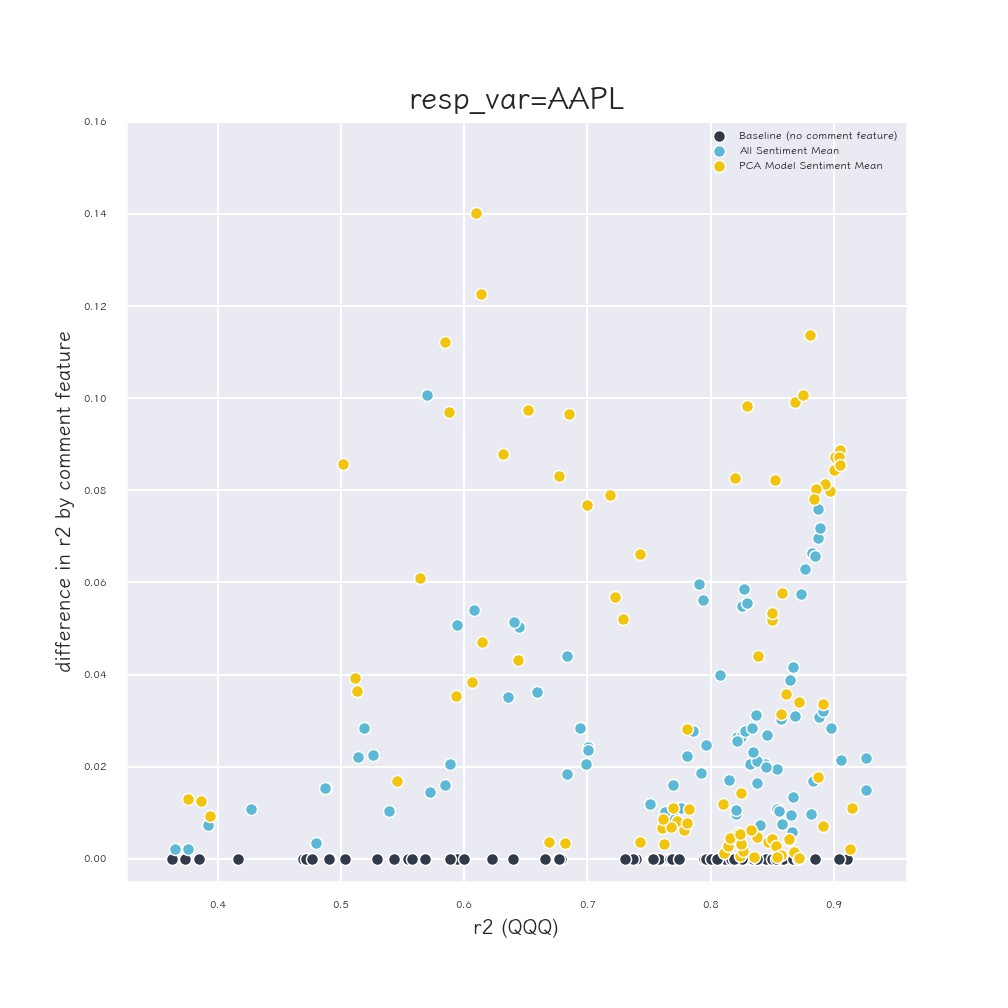 resp_var=AAPL
Baseline (no comment feature)
All Sentiment Mean
PCA Model Sentiment Mean
difference in r2 by comment feature
0.16
0.14
0.12
0.10
0.08
0.06
0.04
0.02
0.00
0.4
0.5
0.6
0.7
0.8
0.9
r2 (QQQ)